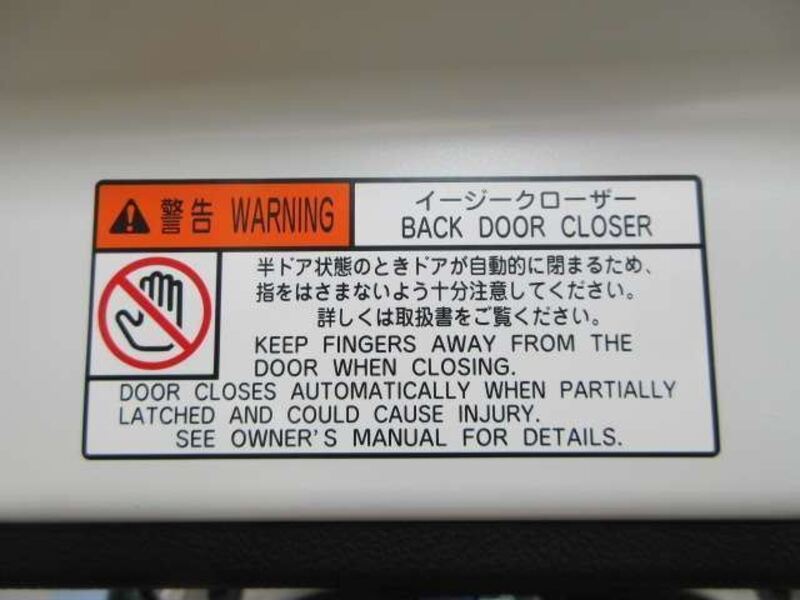 警告 WARNING
イージークローザー
BACK DOOR CLOSER
半ドア状態のときドアが自動的に閉まるため、
指をはさまないよう十分注意してください。
詳しくは取扱書をご覧ください。
KEEP FINGERS AWAY FROM THE
DOOR WHEN CLOSING.
DOOR CLOSES AUTOMATICALLY WHEN PARTIALLY
LATCHED AND COULD CAUSE INJURY.
SEE OWNER'S MANUAL FOR DETAILS.